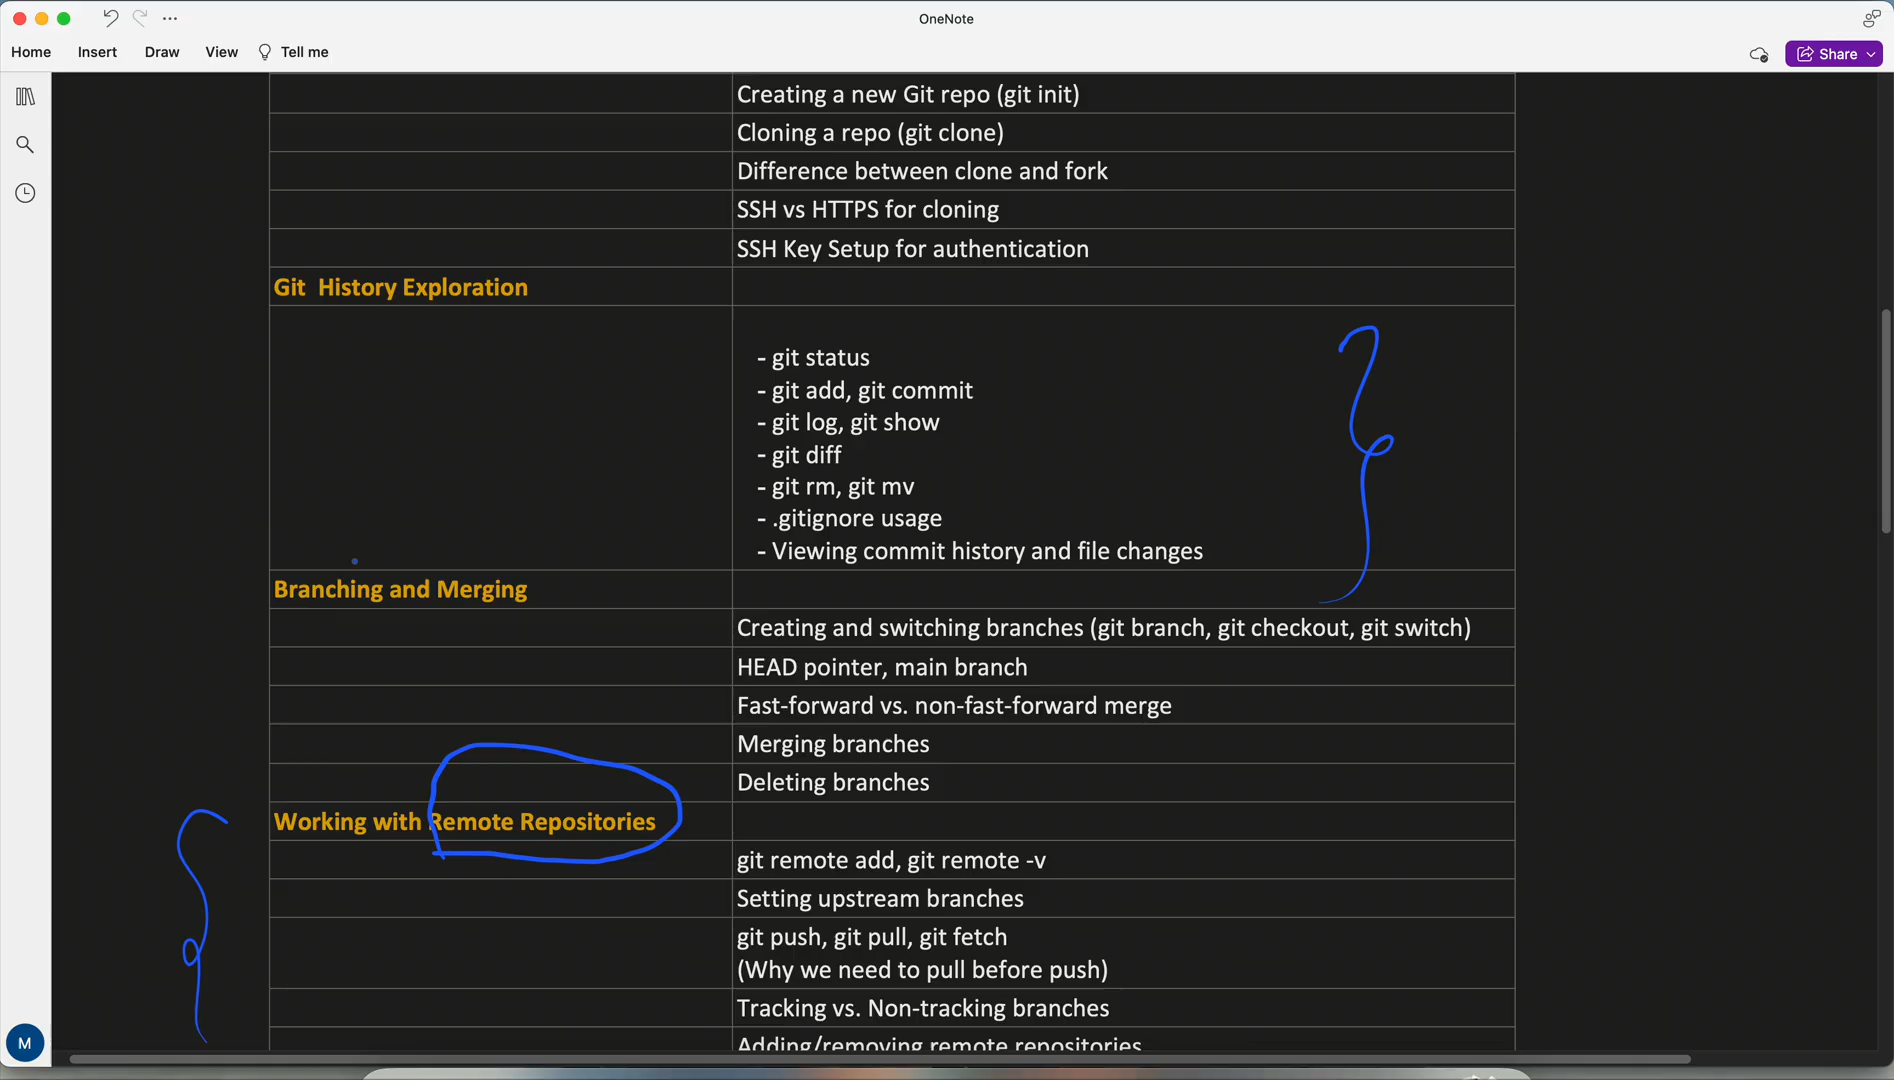 OneNote
Home Insert Draw View Tell me Share
Creating a new Git repo (git init)
Cloning a repo (git clone)
Difference between clone and fork
SSH vs HTTPS for cloning
SSH Key Setup for authentication
Git  History Exploration
- git status
- git add, git commit
- git log, git show
- git diff
- git rm, git mv
- .gitignore usage
- Viewing commit history and file changes
Branching and Merging
Creating and switching branches (git branch, git checkout, git switch)
HEAD pointer, main branch
Fast-forward vs. non-fast-forward merge
Merging branches
Deleting branches
Working with Remote Repositories
git remote add, git remote -v
Setting upstream branches
git push, git pull, git fetch
(Why we need to pull before push)
Tracking vs. Non-tracking branches
Adding/removing remote repositories
M